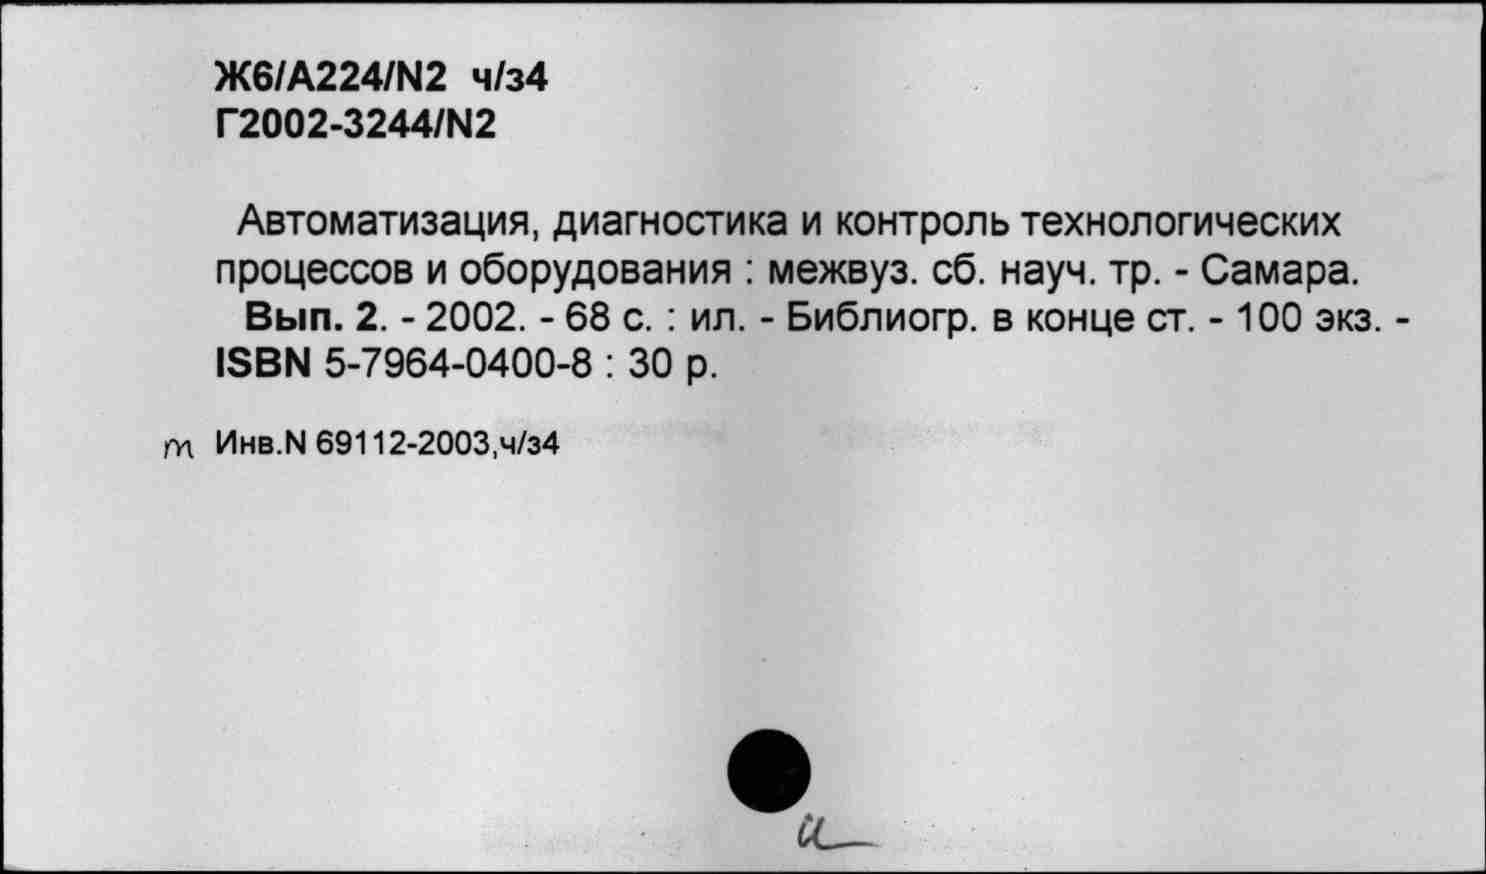 Ж6/А224/N2 ч/з4
Г2002-3244/N2
Автоматизация, диагностика и контроль технологических
процессов и оборудования : межвуз. сб. науч. тр. - Самара.
Вып. 2. - 2002. - 68 с. : ил. - Библиогр. в конце ст. - 100 экз. -
ISBN 5-7964-0400-8 : 30 р.
Инв.N 69112-2003,ч/з4